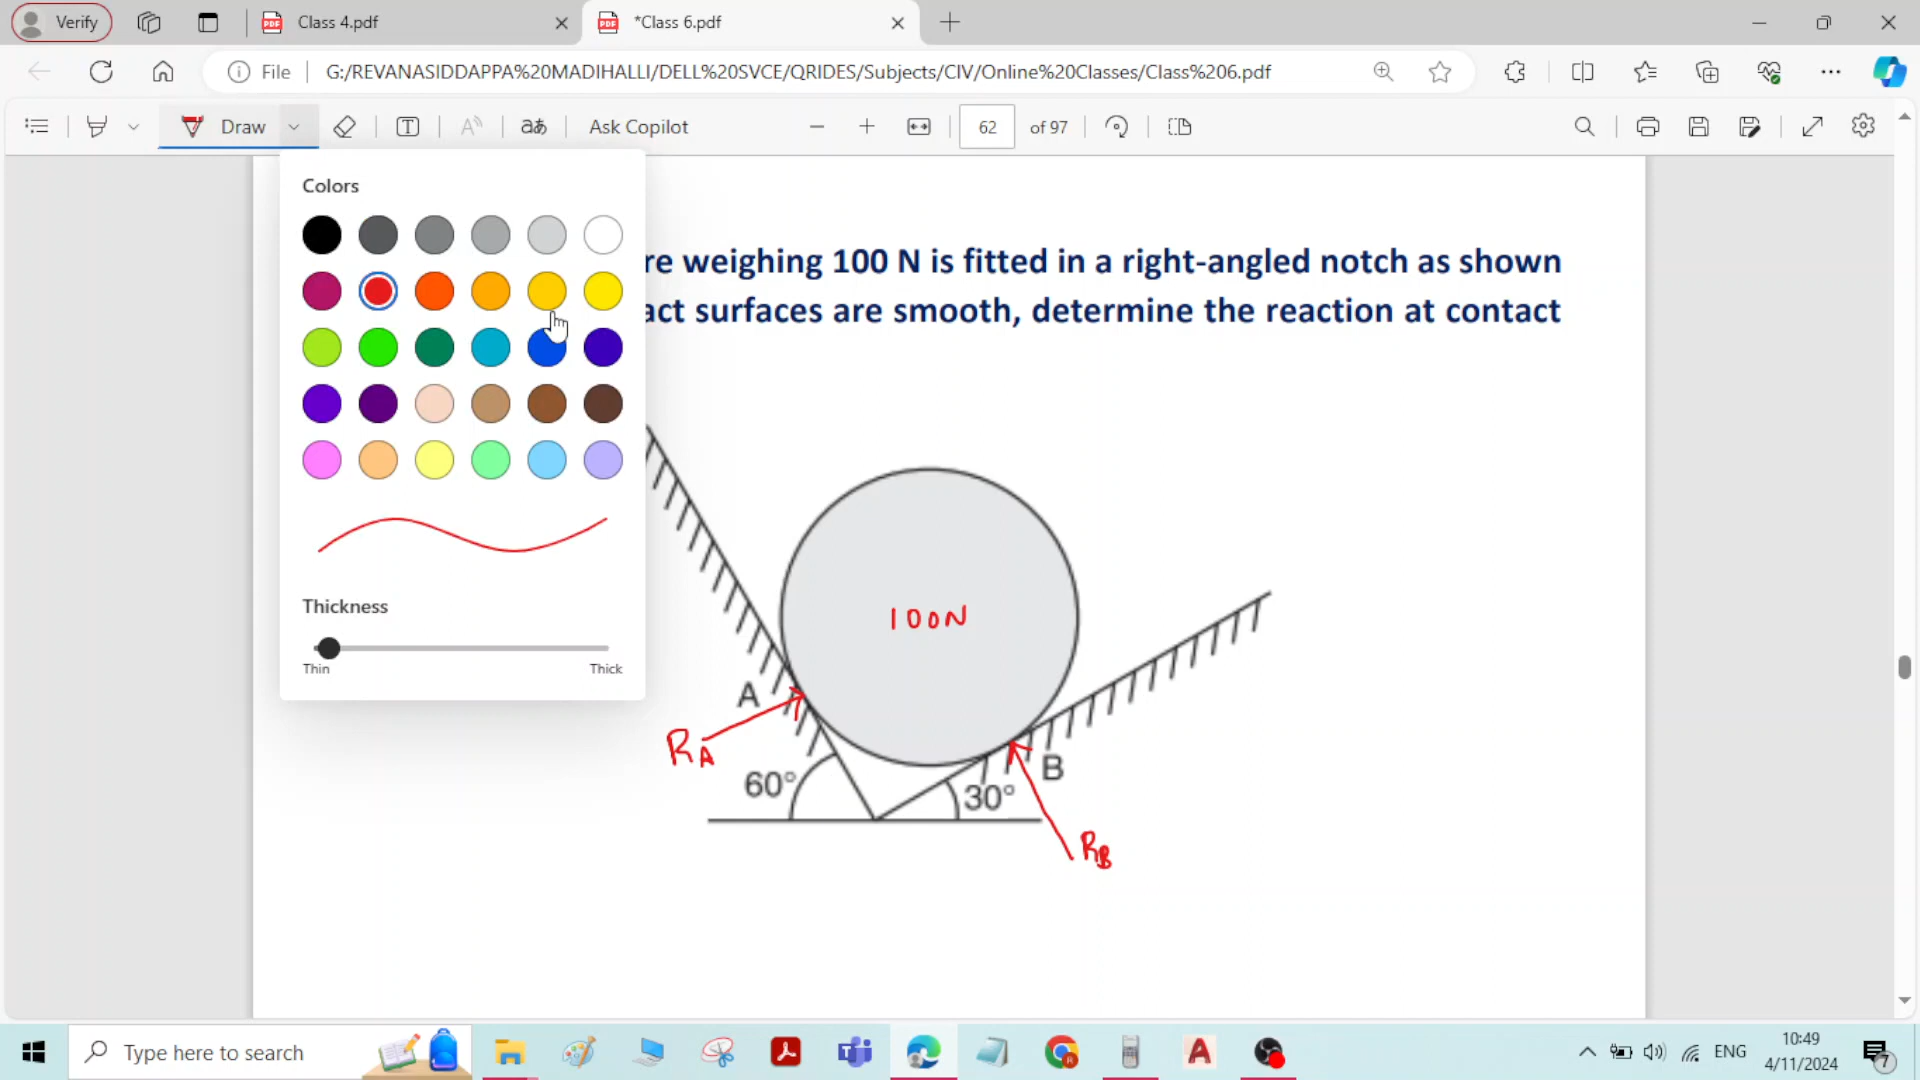 Verify
Class 4.pdf
*Class 6.pdf
File
G:/REVANASIDDAPPA%20MADIHALLI/DELL%20SVCE/QRIDES/Subjects/CIV/Online%20Classes/Class%206.pdf
Draw
Ask Copilot
62
of 97
Colors
Thickness
Thin
Thick
re weighing 100 N is fitted in a right-angled notch as shown
act surfaces are smooth, determine the reaction at contact
100N
A
RA
60°
30°
B
RB
Type here to search
ENG
10:49
4/11/2024
7